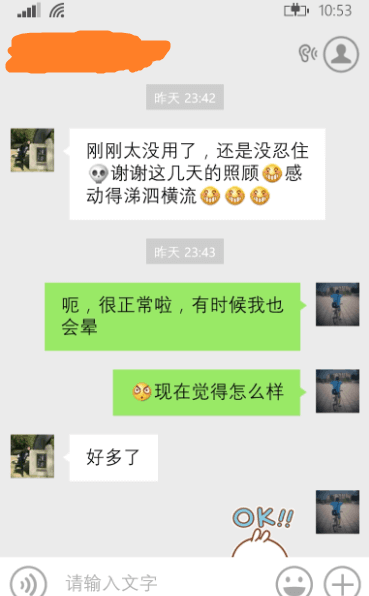 10:53
昨天 23:42
刚刚太没用了，还是没忍住
谢谢这几天的照顾感
动得涕泗横流
昨天 23:43
呃，很正常啦，有时候我也
会晕
现在觉得怎么样
好多了
OK!!
请输入文字